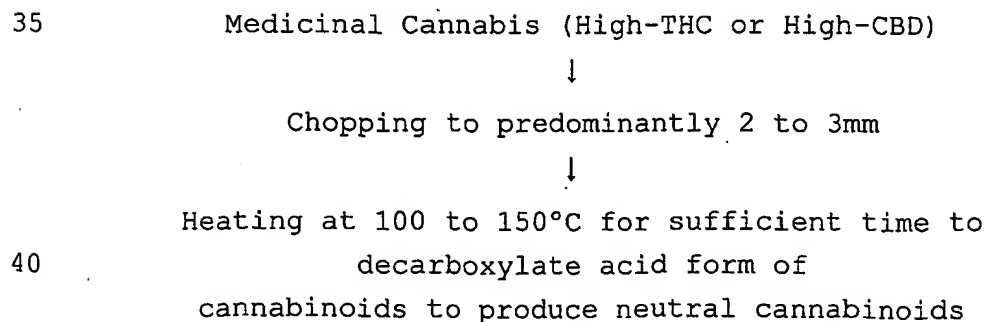 35 Medicinal Cannabis (High-THC or High-CBD)
↓
Chopping to predominantly 2 to 3mm
↓
Heating at 100 to 150°C for sufficient time to
40 decarboxylate acid form of
cannabinoids to produce neutral cannabinoids